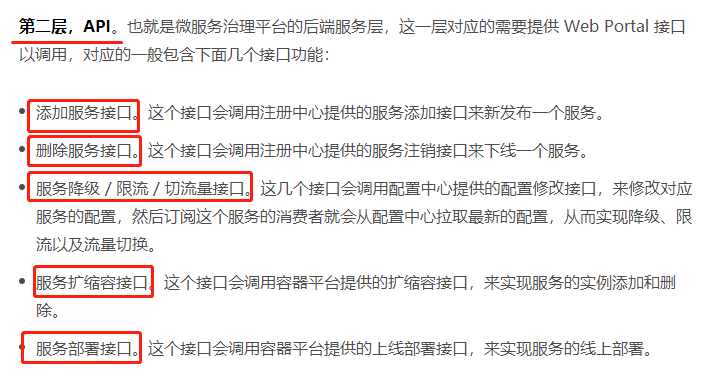 第二层，API。也就是微服务治理平台的后端服务层，这一层对应的需要提供 Web Portal 接口
以调用，对应的一般包含下面几个接口功能：
添加服务接口。这个接口会调用注册中心提供的服务添加接口来新发布一个服务。
删除服务接口。这个接口会调用注册中心提供的服务注销接口来下线一个服务。
服务降级 / 限流 / 切流量接口。这几个接口会调用配置中心提供的配置修改接口，来修改对应
服务的配置，然后订阅这个服务的消费者就会从配置中心拉取最新的配置，从而实现降级、限
流以及流量切换。
服务扩缩容接口。这个接口会调用容器平台提供的扩缩容接口，来实现服务的实例添加和删
除。
服务部署接口。这个接口会调用容器平台提供的上线部署接口，来实现服务的线上部署。